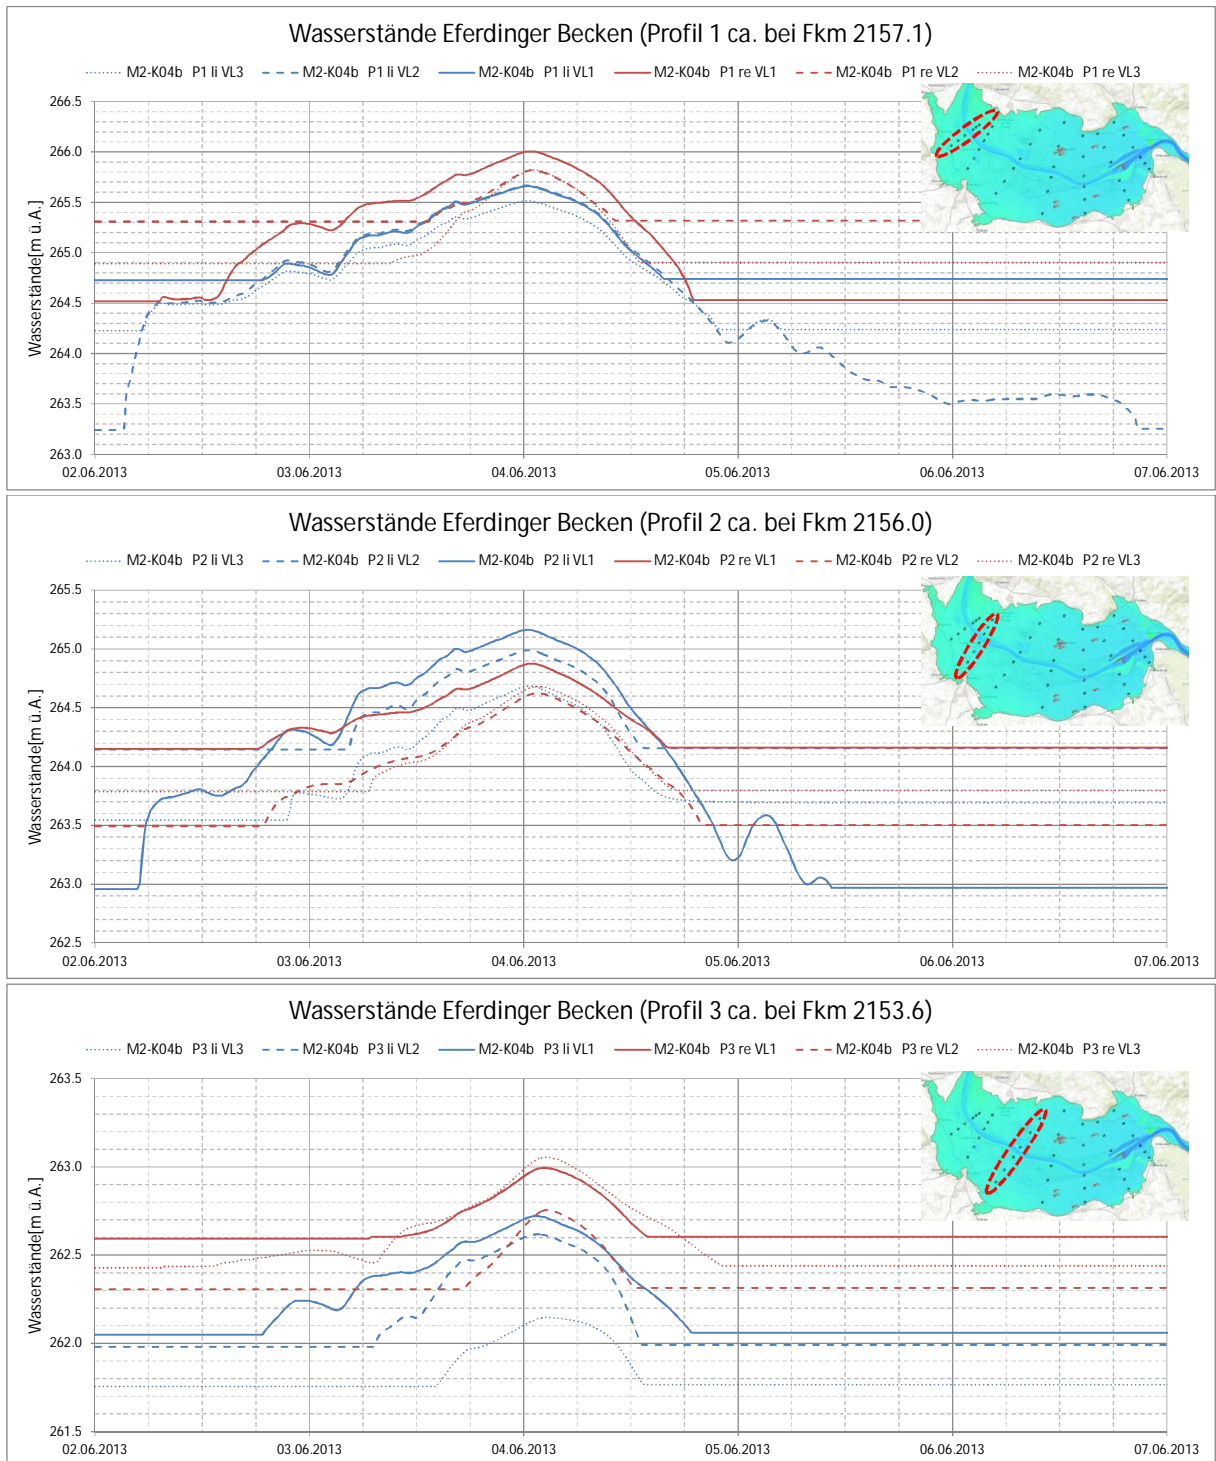 Wasserstände Eferdinger Becken (Profil 1 ca. bei Fkm 2157.1)
M2-K04b P1 li VL3 M2-K04b P1 li VL2 M2-K04b P1 li VL1 M2-K04b P1 re VL1 M2-K04b P1 re VL2 M2-K04b P1 re VL3
Wasserstände[m ü.A.]
266.5
266.0
265.5
265.0
264.5
264.0
263.5
263.0
02.06.2013 03.06.2013 04.06.2013 05.06.2013 06.06.2013 07.06.2013
Wasserstände Eferdinger Becken (Profil 2 ca. bei Fkm 2156.0)
M2-K04b P2 li VL3 M2-K04b P2 li VL2 M2-K04b P2 li VL1 M2-K04b P2 re VL1 M2-K04b P2 re VL2 M2-K04b P2 re VL3
Wasserstände[m ü.A.]
265.5
265.0
264.5
264.0
263.5
263.0
262.5
02.06.2013 03.06.2013 04.06.2013 05.06.2013 06.06.2013 07.06.2013
Wasserstände Eferdinger Becken (Profil 3 ca. bei Fkm 2153.6)
M2-K04b P3 li VL3 M2-K04b P3 li VL2 M2-K04b P3 li VL1 M2-K04b P3 re VL1 M2-K04b P3 re VL2 M2-K04b P3 re VL3
Wasserstände[m ü.A.]
263.5
263.0
262.5
262.0
261.5
02.06.2013 03.06.2013 04.06.2013 05.06.2013 06.06.2013 07.06.2013